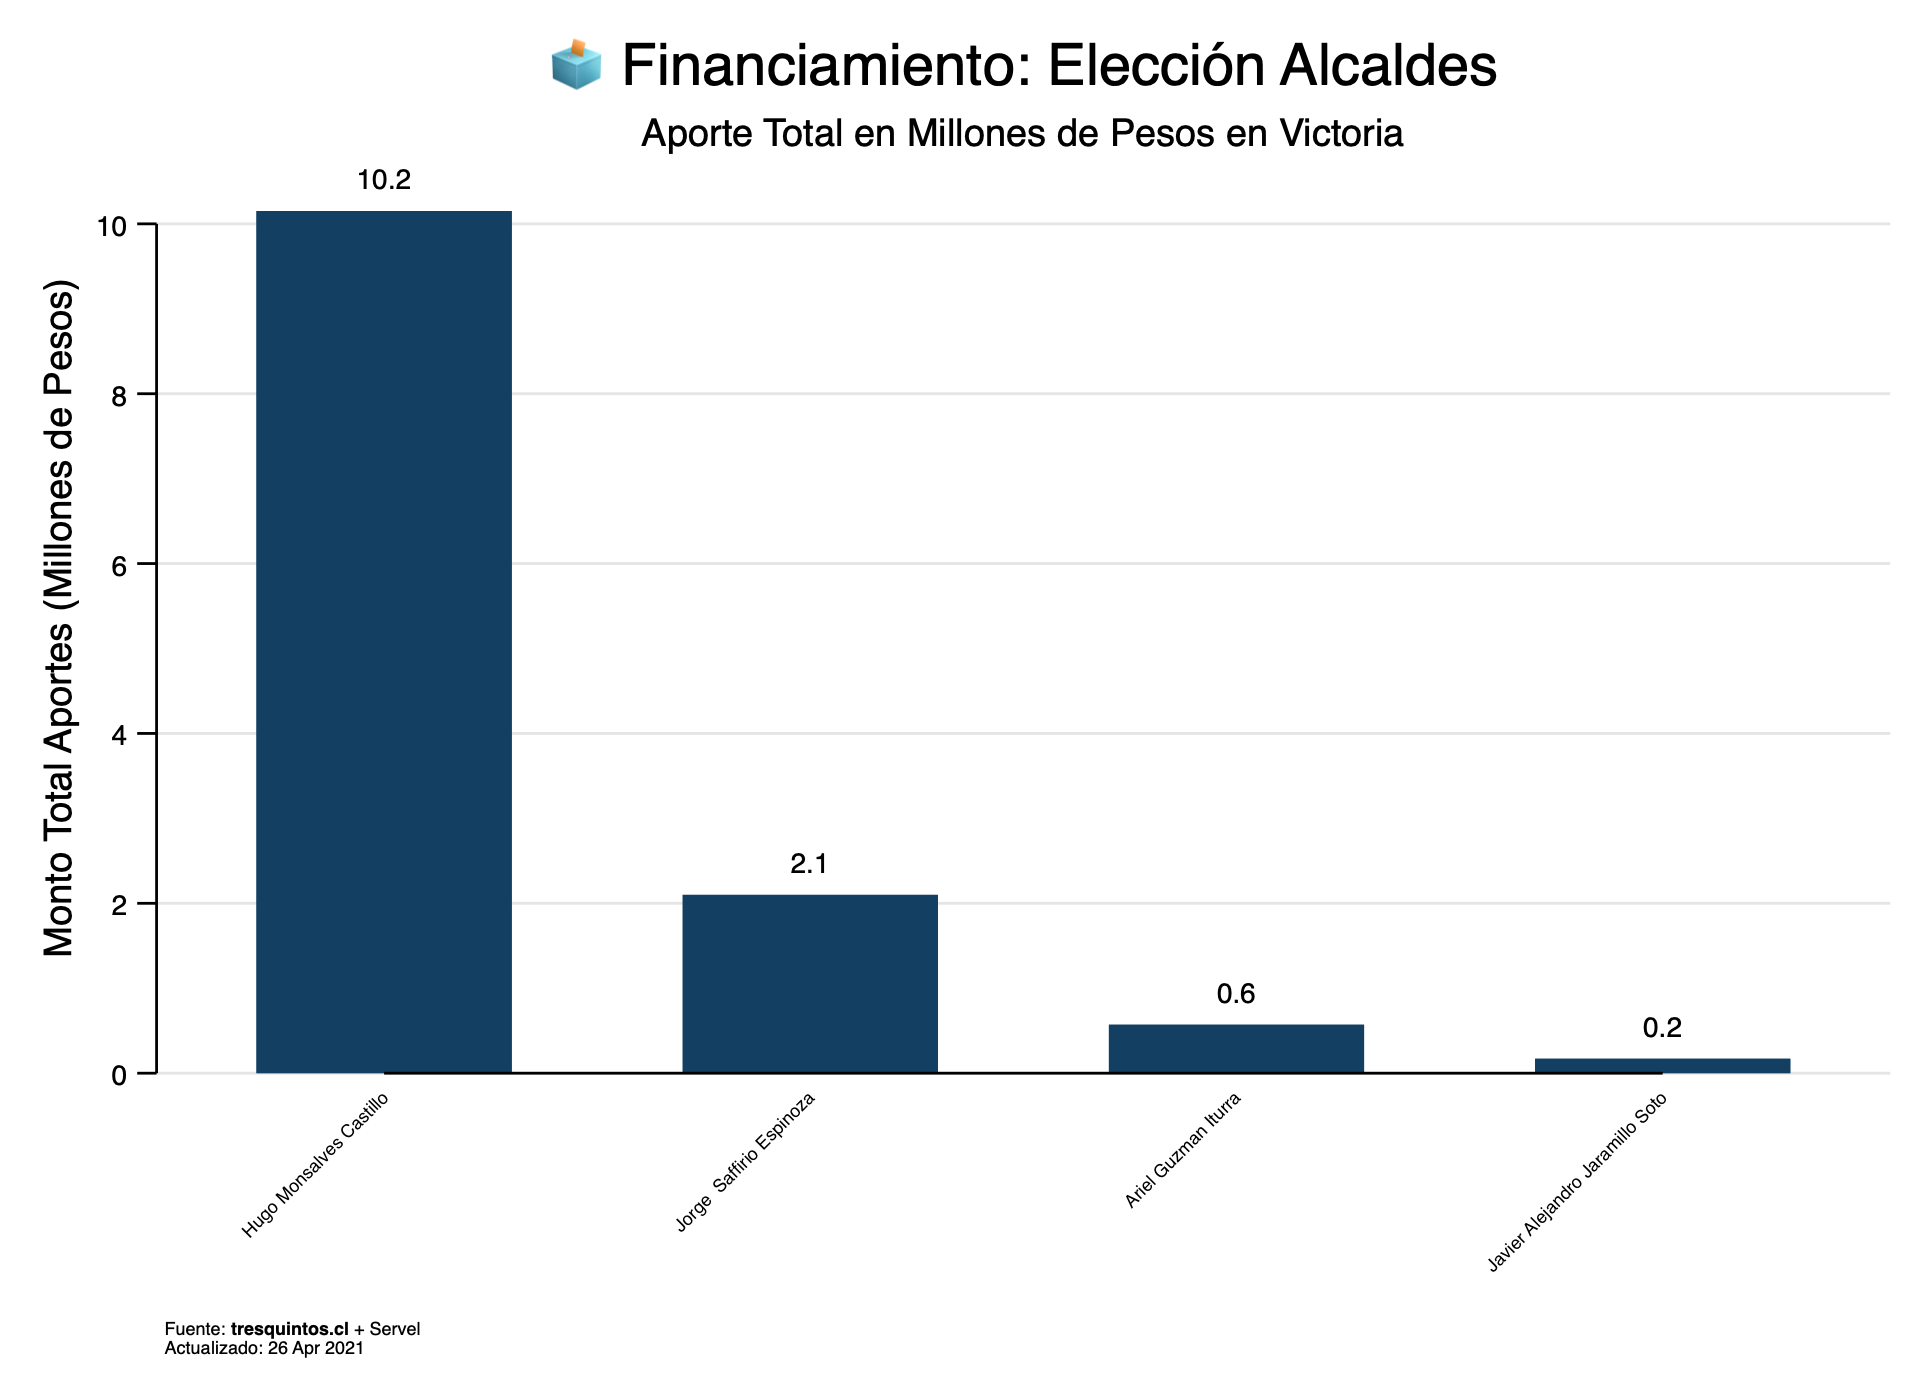 Financiamiento: Elección Alcaldes
Aporte Total en Millones de Pesos en Victoria
Monto Total Aportes (Millones de Pesos)
10
8
6
4
2
0
10.2
2.1
0.6
0.2
Hugo Monsalves Castillo
Jorge  Saffirio Espinoza
Ariel Guzman Iturra
Javier Alejandro Jaramillo Soto
Fuente: tresquintos.cl + Servel
Actualizado: 26 Apr 2021